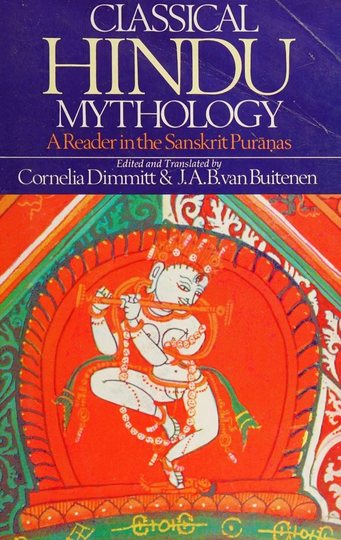 CLASSICAL
HINDU
MYTHOLOGY
A Reader in the Sanskrit Purāṇas
Edited and Translated by
Cornelia Dimmitt & J.A.B. van Buitenen